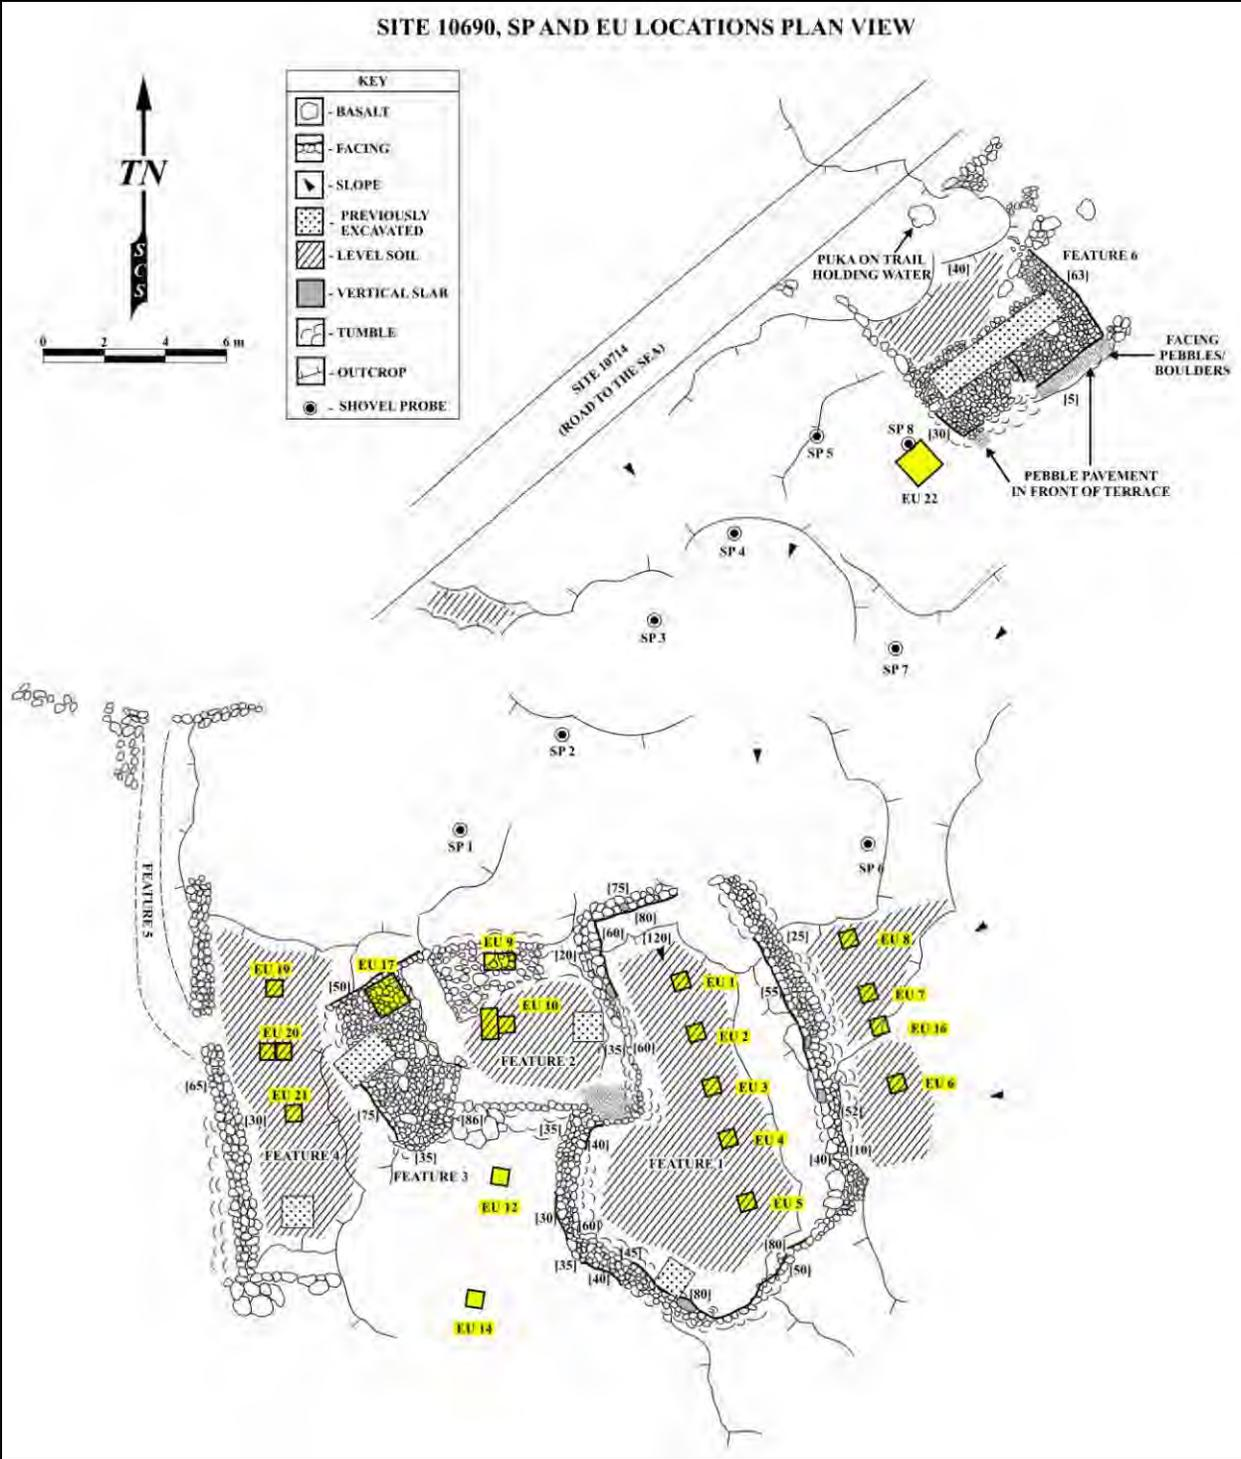 SITE 10690, SP AND EU LOCATIONS PLAN VIEW
KEY
- BASALT
- FACING
- SLOPE
- PREVIOUSLY
EXCAVATED
- LEVEL SOIL
- VERTICAL SLAB
- TUMBLE
- OUTCROP
- SHOVEL PROBE
TN
SCS
0 2 4 6 m
SITE 10714
(ROAD TO THE SEA)
PUKA ON TRAIL
HOLDING WATER
[40]
FEATURE 6
[63]
FACING
PEBBLES/
BOULDERS
[5]
SP 8
[30]
SP 5
EU 22
PEBBLE PAVEMENT
IN FRONT OF TERRACE
SP 4
SP 3
SP 7
SP 2
SP 1
SP 6
FEATURE 5
[75]
[80]
[60]
[120]
[20]
[25]
EU 8
EU 9
EU 17
EU 19
[50]
EU 1
[55]
EU 7
EU 10
EU 16
EU 20
EU 2
[35]
[60]
FEATURE 2
[65]
EU 3
EU 6
EU 21
[30]
[75]
[86]
[35]
[52]
EU 4
[40]
[10]
[40]
FEATURE 4
[35]
FEATURE 3
FEATURE 1
EU 12
EU 5
[30]
[60]
[80]
[45]
[35]
[40]
[50]
[80]
EU 14